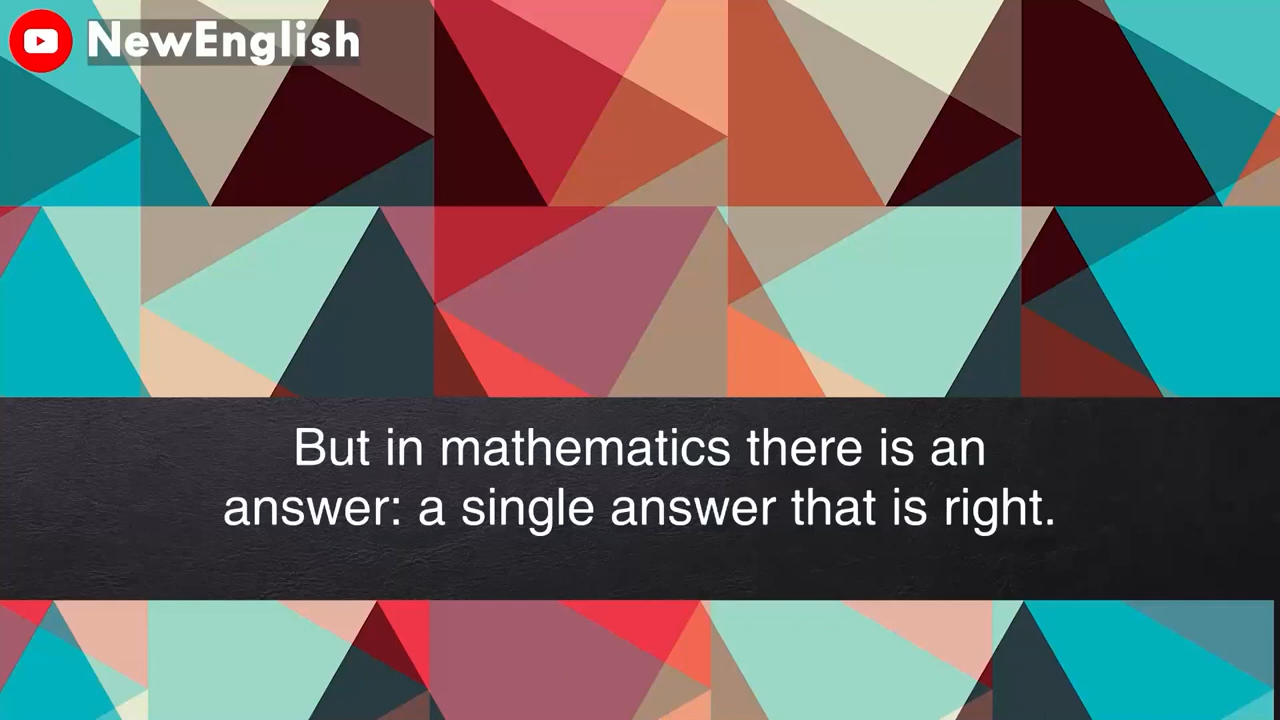 NewEnglish
But in mathematics there is an
answer: a single answer that is right.